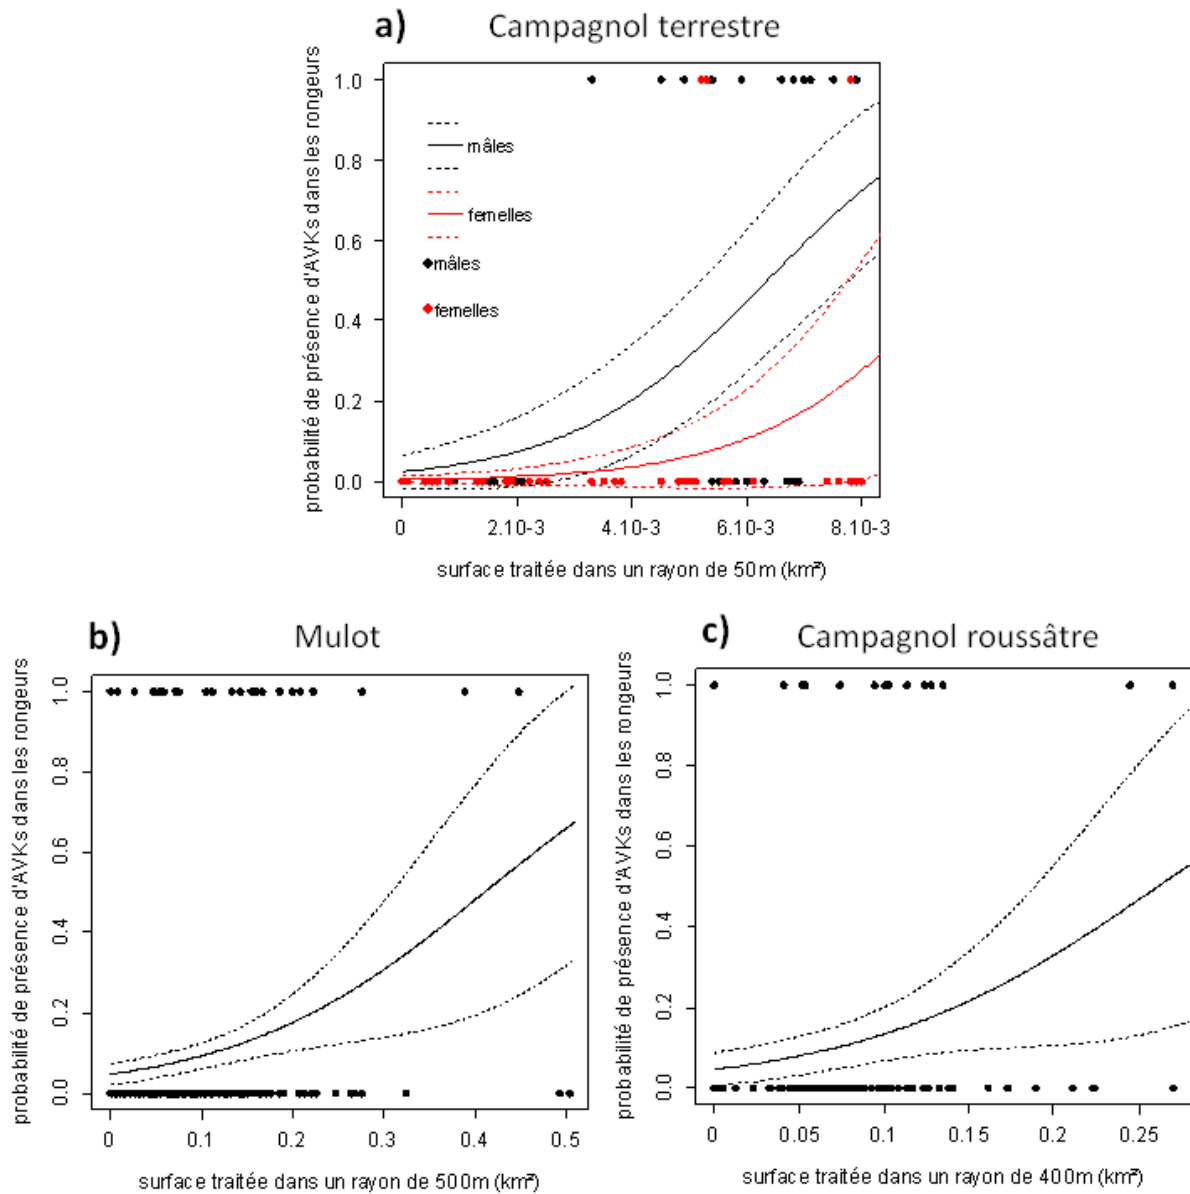 a) Campagnol terrestre
probabilité de présence d'AVKs dans les rongeurs
1.0
0.8
0.6
0.4
0.2
0.0
mâles
femelles
mâles
femelles
0 2.10-3 4.10-3 6.10-3 8.10-3
surface traitée dans un rayon de 50m (km²)
b) Mulot
probabilité de présence d'AVKs dans les rongeurs
1.0
0.8
0.6
0.4
0.2
0.0
0 0.1 0.2 0.3 0.4 0.5
surface traitée dans un rayon de 500m (km²)
c) Campagnol roussâtre
probabilité de présence d'AVKs dans les rongeurs
1.0
0.8
0.6
0.4
0.2
0.0
0 0.05 0.1 0.15 0.2 0.25
surface traitée dans un rayon de 400m (km²)